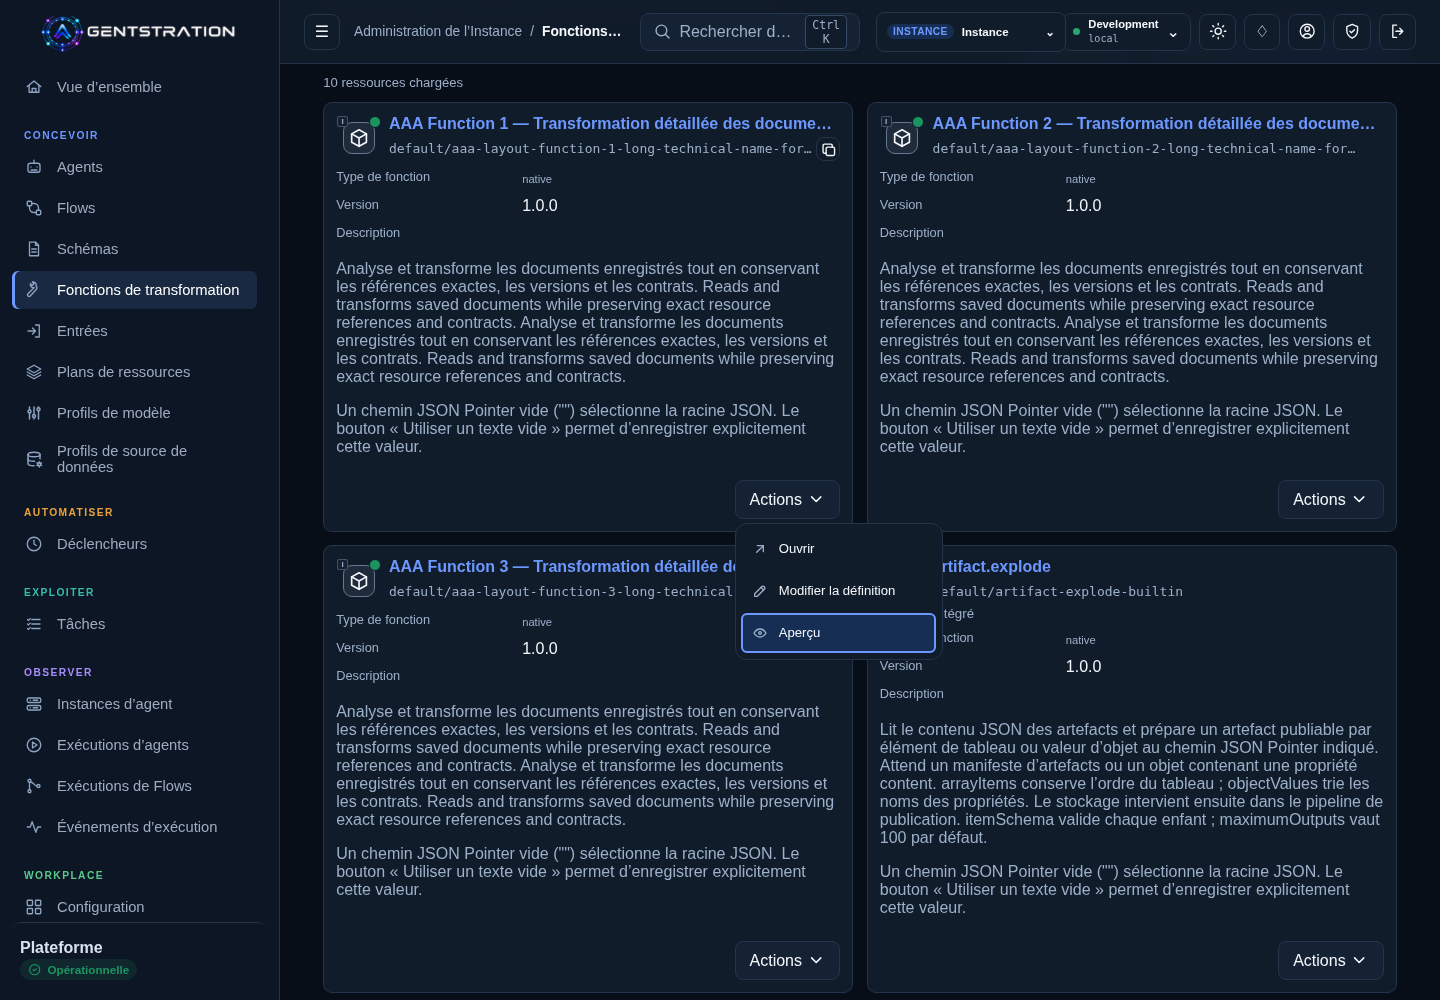 GENTSTRATION
Vue d’ensemble
CONCEVOIR
Agents
Flows
Schémas
Fonctions de transformation
Entrées
Plans de ressources
Profils de modèle
Profils de source de
données
AUTOMATISER
Déclencheurs
EXPLOITER
Tâches
OBSERVER
Instances d’agent
Exécutions d’agents
Exécutions de Flows
Événements d’exécution
WORKPLACE
Configuration
Plateforme
Opérationnelle
Administration de l’Instance / Fonctions…
Rechercher d…
Ctrl
K
INSTANCE Instance
Development
local
10 ressources chargées
I
AAA Function 1 — Transformation détaillée des docume…
default/aaa-layout-function-1-long-technical-name-for…
Type de fonction native
Version 1.0.0
Description
Analyse et transforme les documents enregistrés tout en conservant
les références exactes, les versions et les contrats. Reads and
transforms saved documents while preserving exact resource
references and contracts. Analyse et transforme les documents
enregistrés tout en conservant les références exactes, les versions et
les contrats. Reads and transforms saved documents while preserving
exact resource references and contracts.
Un chemin JSON Pointer vide ("") sélectionne la racine JSON. Le
bouton « Utiliser un texte vide » permet d’enregistrer explicitement
cette valeur.
Actions
I
AAA Function 2 — Transformation détaillée des docume…
default/aaa-layout-function-2-long-technical-name-for…
Type de fonction native
Version 1.0.0
Description
Analyse et transforme les documents enregistrés tout en conservant
les références exactes, les versions et les contrats. Reads and
transforms saved documents while preserving exact resource
references and contracts. Analyse et transforme les documents
enregistrés tout en conservant les références exactes, les versions et
les contrats. Reads and transforms saved documents while preserving
exact resource references and contracts.
Un chemin JSON Pointer vide ("") sélectionne la racine JSON. Le
bouton « Utiliser un texte vide » permet d’enregistrer explicitement
cette valeur.
Actions
Ouvrir
Modifier la définition
Aperçu
I
AAA Function 3 — Transformation détaillée d
default/aaa-layout-function-3-long-technical
Type de fonction native
Version 1.0.0
Description
Analyse et transforme les documents enregistrés tout en conservant
les références exactes, les versions et les contrats. Reads and
transforms saved documents while preserving exact resource
references and contracts. Analyse et transforme les documents
enregistrés tout en conservant les références exactes, les versions et
les contrats. Reads and transforms saved documents while preserving
exact resource references and contracts.
Un chemin JSON Pointer vide ("") sélectionne la racine JSON. Le
bouton « Utiliser un texte vide » permet d’enregistrer explicitement
cette valeur.
Actions
rtifact.explode
efault/artifact-explode-builtin
tégré
nction native
Version 1.0.0
Description
Lit le contenu JSON des artefacts et prépare un artefact publiable par
élément de tableau ou valeur d’objet au chemin JSON Pointer indiqué.
Attend un manifeste d’artefacts ou un objet contenant une propriété
content. arrayItems conserve l’ordre du tableau ; objectValues trie les
noms des propriétés. Le stockage intervient ensuite dans le pipeline de
publication. itemSchema valide chaque enfant ; maximumOutputs vaut
100 par défaut.
Un chemin JSON Pointer vide ("") sélectionne la racine JSON. Le
bouton « Utiliser un texte vide » permet d’enregistrer explicitement
cette valeur.
Actions